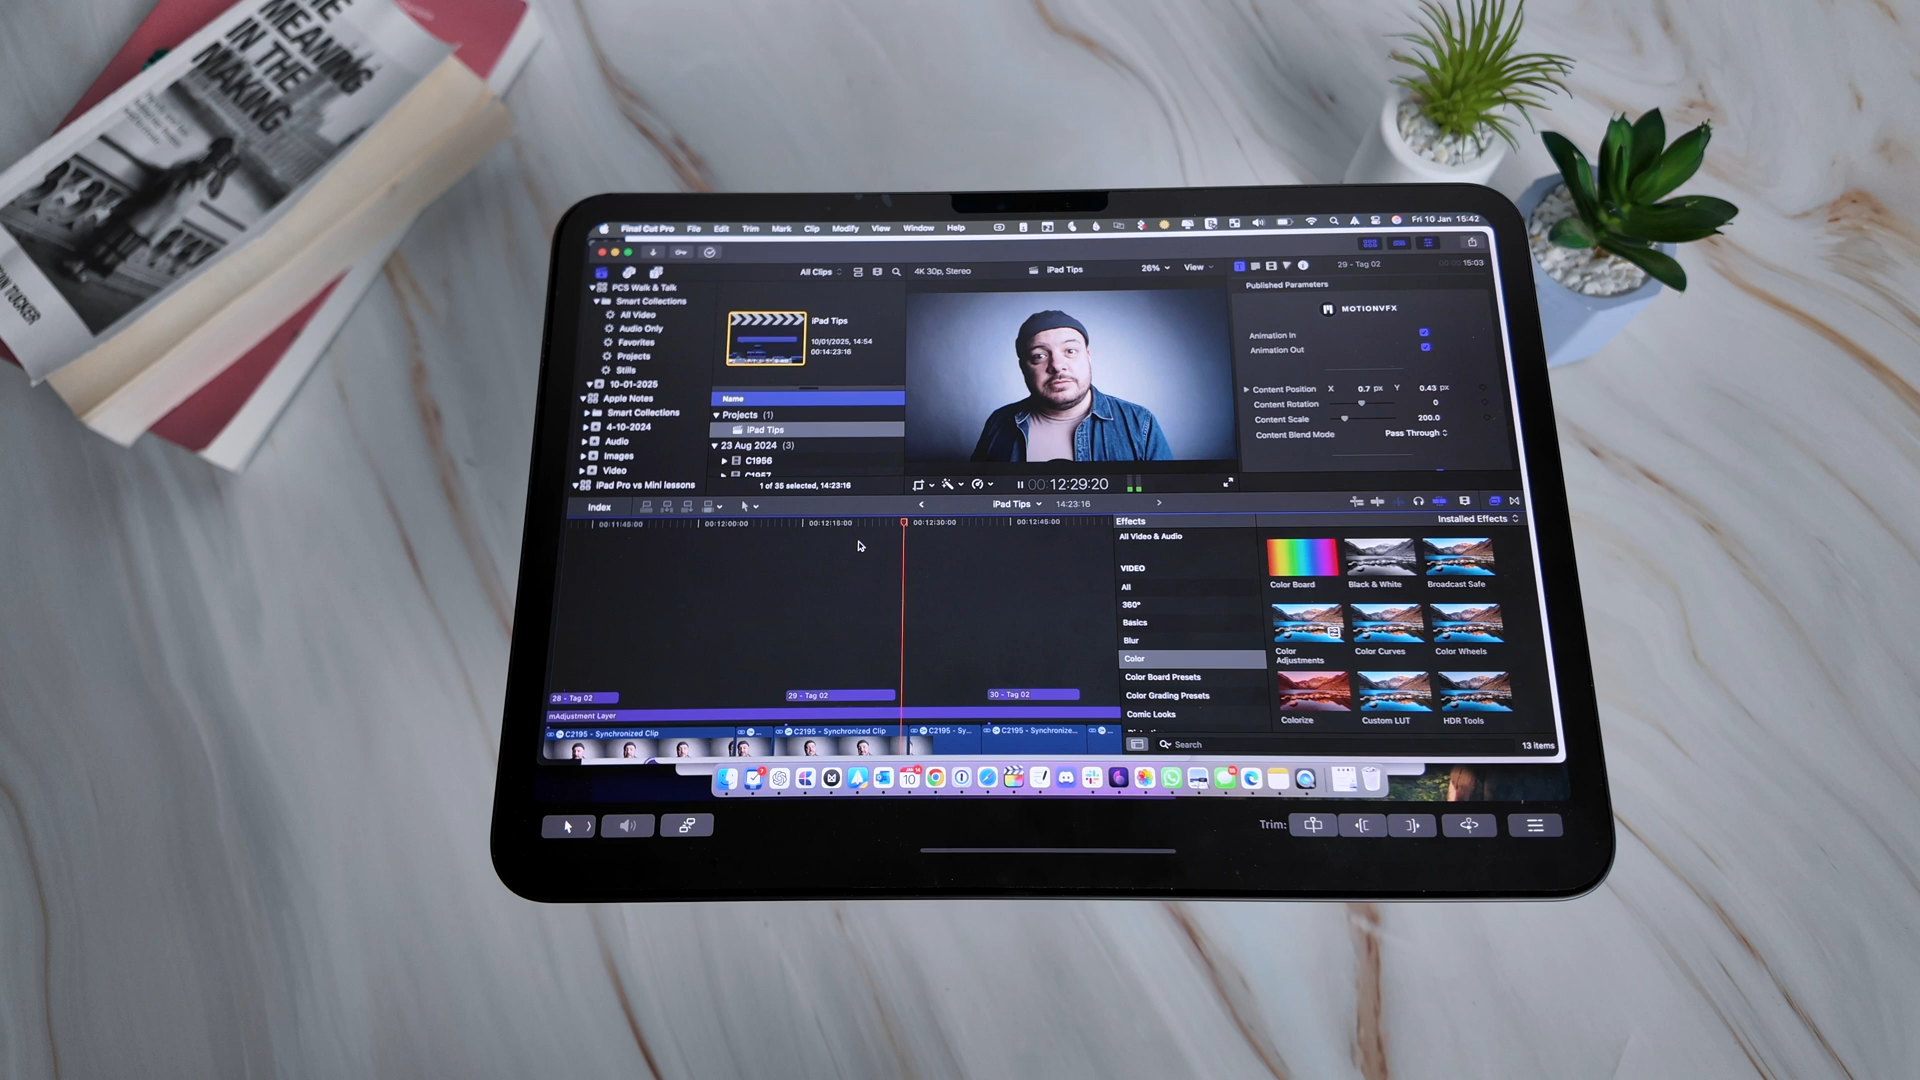 MEANING
IN THE
MAKING
Final Cut Pro File Edit Trim Mark Clip Modify View Window Help
Fri 10 Jan 15:42
All Clips
4K 30p, Stereo
iPad Tips
26%
View
29 - Tag 02
15:03
PCS Walk & Talk
Smart Collections
All Video
Audio Only
Favorites
Projects
Stills
10-01-2025
Apple Notes
Smart Collections
4-10-2024
Audio
Images
Video
iPad Pro vs Mini lessons
iPad Tips
10/01/2025, 14:54
00:14:23:16
Name
Projects (1)
iPad Tips
23 Aug 2024 (3)
C1956
1 of 35 selected, 14:23:16
Published Parameters
MOTIONVFX
Animation In
Animation Out
Content Position X 0.7 px Y 0.43 px
Content Rotation 0
Content Scale 200.0
Content Blend Mode Pass Through
00:12:29:20
Index
iPad Tips
14:23:16
00:11:45:00
00:12:00:00
00:12:15:00
00:12:30:00
00:12:45:00
Effects
Installed Effects
All Video & Audio
VIDEO
All
360°
Basics
Blur
Color
Color Board Presets
Color Grading Presets
Comic Looks
Color Board
Black & White
Broadcast Safe
Color Adjustments
Color Curves
Color Wheels
Colorize
Custom LUT
HDR Tools
Search
13 items
28 - Tag 02
29 - Tag 02
30 - Tag 02
mAdjustment Layer
C2195 - Synchronized Clip
C2195 - Synchronized Clip
C2195 - Sy...
C2195 - Synchronize...
10
Trim: